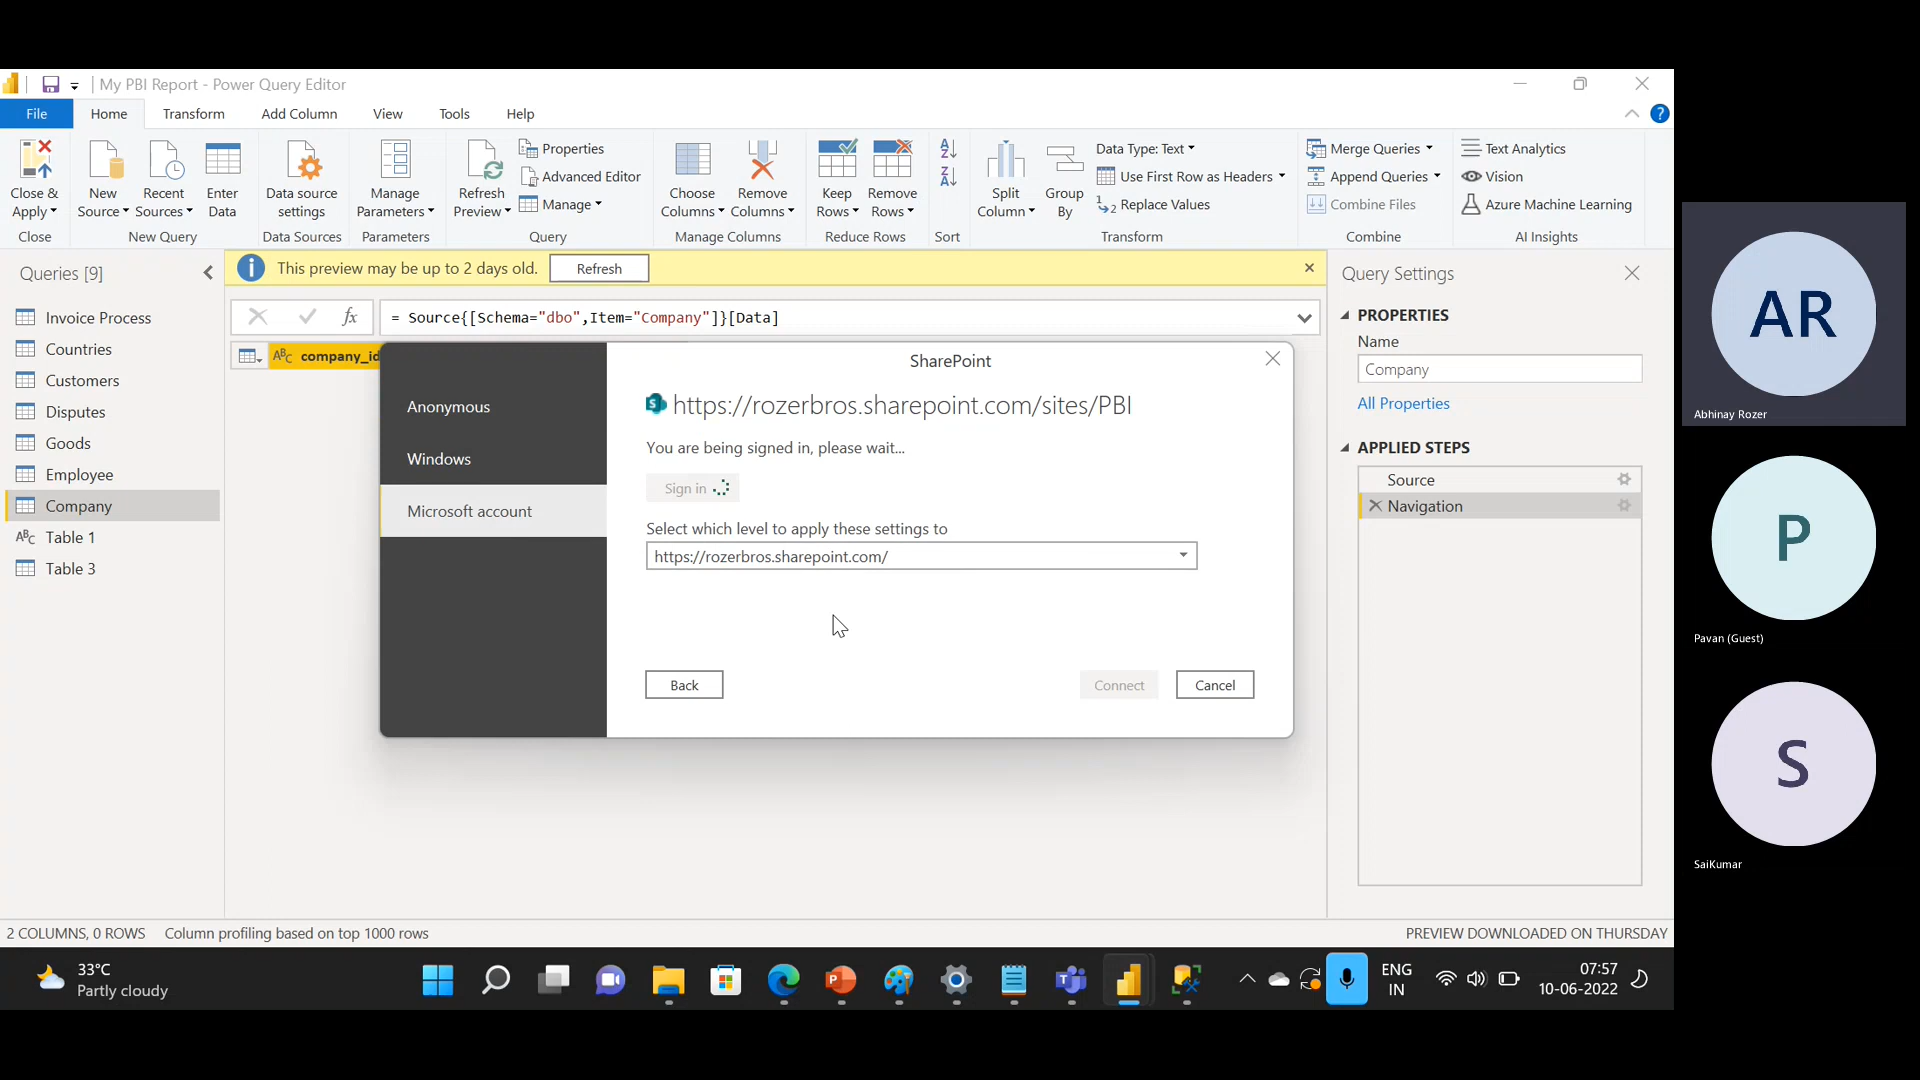 My PBI Report - Power Query Editor
File
Home
Transform
Add Column
View
Tools
Help
?
Close &
Apply
New
Source
Recent
Sources
Enter
Data
Data source
settings
Manage
Parameters
Refresh
Preview
Properties
Advanced Editor
Manage
Choose
Columns
Remove
Columns
Keep
Rows
Remove
Rows
A
Z
Z
A
Split
Column
Group
By
Data Type: Text
Use First Row as Headers
1
2
Replace Values
Merge Queries
Append Queries
Combine Files
Text Analytics
Vision
Azure Machine Learning
Close
New Query
Data Sources
Parameters
Query
Manage Columns
Reduce Rows
Sort
Transform
Combine
AI Insights
Queries [9]
Invoice Process
Countries
Customers
Disputes
Goods
Employee
Company
ABC Table 1
Table 3
i
This preview may be up to 2 days old.
Refresh
fx
= Source{[Schema="dbo",Item="Company"]}[Data]
ABC company_id
SharePoint
Anonymous
Windows
Microsoft account
S
https://rozerbros.sharepoint.com/sites/PBI
You are being signed in, please wait...
Sign in
Select which level to apply these settings to
https://rozerbros.sharepoint.com/
Back
Connect
Cancel
Query Settings
PROPERTIES
Name
Company
All Properties
APPLIED STEPS
Source
Navigation
2 COLUMNS, 0 ROWS
Column profiling based on top 1000 rows
PREVIEW DOWNLOADED ON THURSDAY
33°C
Partly cloudy
ENG
IN
07:57
10-06-2022
AR
Abhinay Rozer
P
Pavan (Guest)
S
SaiKumar